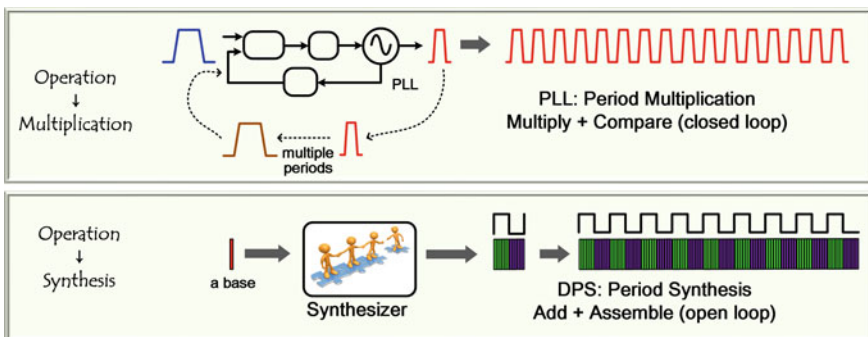 Operation
↓
Multiplication
PLL
multiple
periods
PLL: Period Multiplication
Multiply + Compare (closed loop)
Operation
↓
Synthesis
a base
Synthesizer
DPS: Period Synthesis
Add + Assemble (open loop)